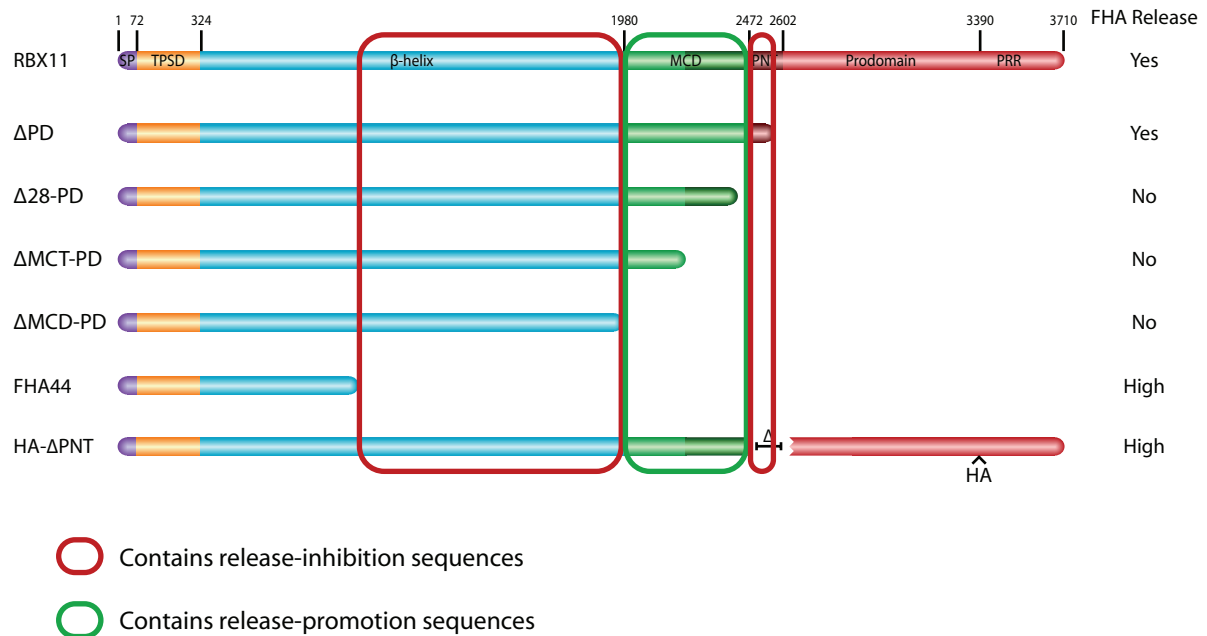 1 72 324 1980 2472 2602 3390 3710 FHA Release
RBX11 SP TPSD β-helix MCD PNT Prodomain PRR Yes
ΔPD Yes
Δ28-PD No
ΔMCT-PD No
ΔMCD-PD No
FHA44 High
HA-ΔPNT Δ High
HA
Contains release-inhibition sequences
Contains release-promotion sequences